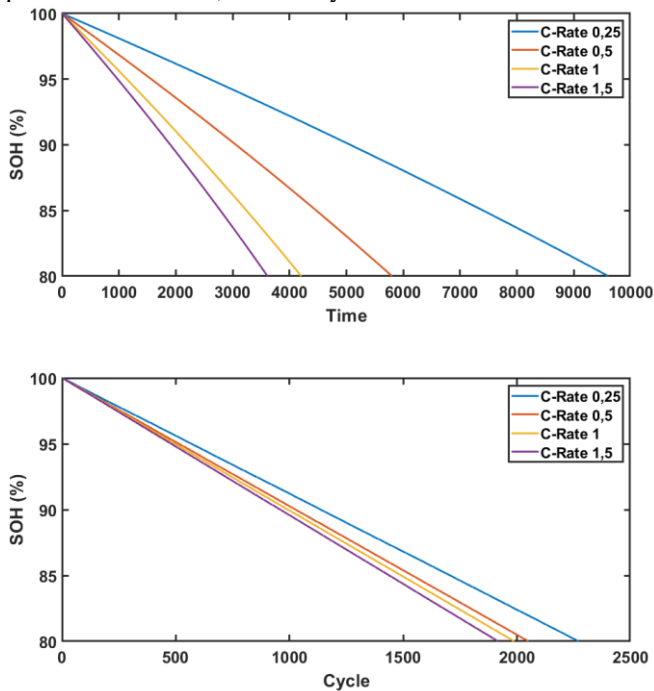 100
95
90
85
80
SOH (%)
0 1000 2000 3000 4000 5000 6000 7000 8000 9000 10000
Time
C-Rate 0,25
C-Rate 0,5
C-Rate 1
C-Rate 1,5
100
95
90
85
80
SOH (%)
0 500 1000 1500 2000 2500
Cycle
C-Rate 0,25
C-Rate 0,5
C-Rate 1
C-Rate 1,5